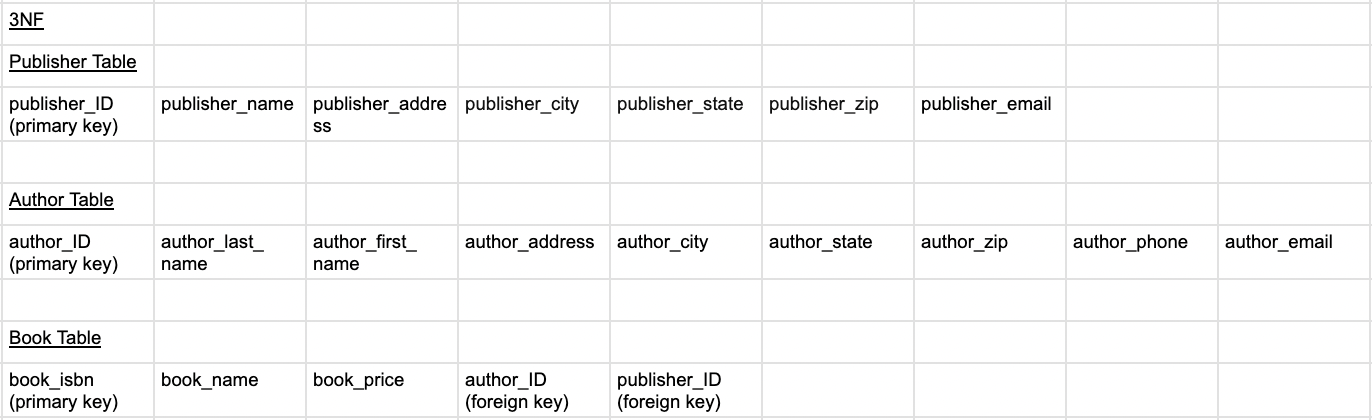 3NF
Publisher Table
publisher_ID (primary key) publisher_name publisher_address publisher_city publisher_state publisher_zip publisher_email
Author Table
author_ID (primary key) author_last_name author_first_name author_address author_city author_state author_zip author_phone author_email
Book Table
book_isbn (primary key) book_name book_price author_ID (foreign key) publisher_ID (foreign key)